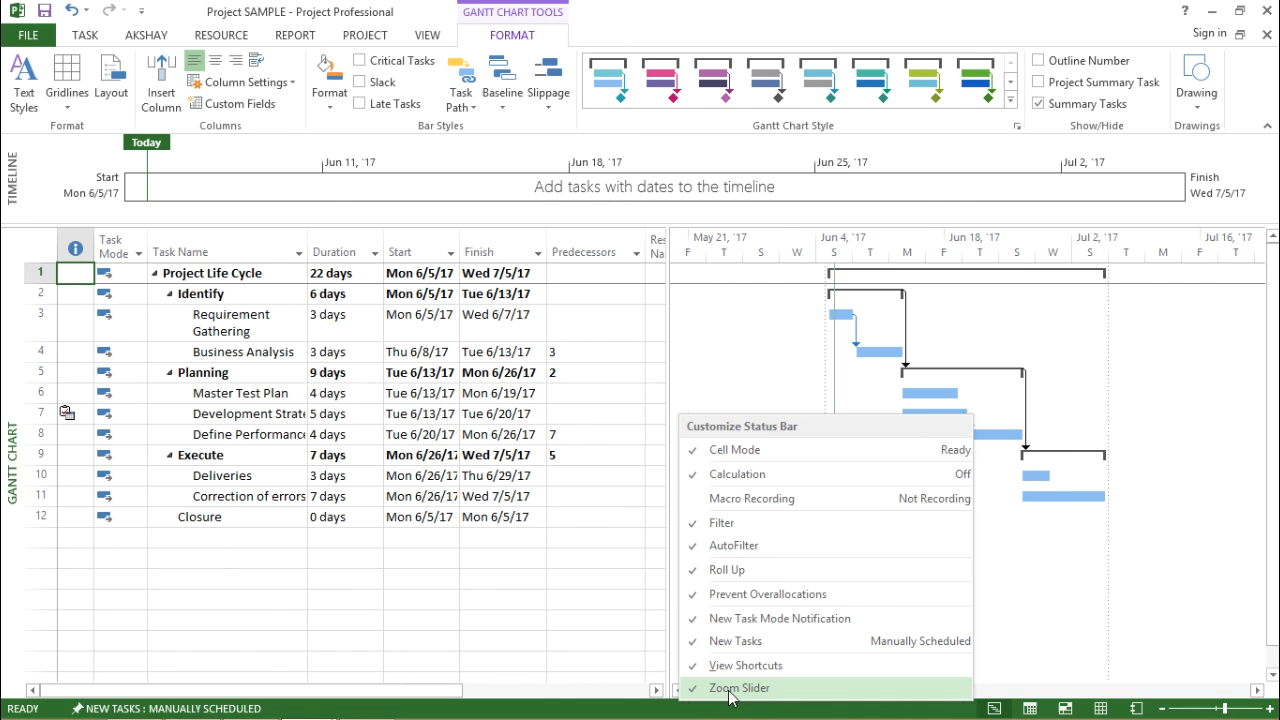 Project SAMPLE - Project Professional
GANTT CHART TOOLS
Sign in
FILE TASK AKSHAY RESOURCE REPORT PROJECT VIEW FORMAT
Text Styles
Gridlines
Layout
Format
Insert Column
Column Settings
Custom Fields
Columns
Format
Critical Tasks
Slack
Late Tasks
Task Path
Baseline
Slippage
Bar Styles
Gantt Chart Style
Outline Number
Project Summary Task
Summary Tasks
Show/Hide
Drawing
Drawings
TIMELINE
Today
Jun 11, '17 Jun 18, '17 Jun 25, '17 Jul 2, '17
Start
Mon 6/5/17
Add tasks with dates to the timeline
Finish
Wed 7/5/17
GANTT CHART
Task Mode Task Name Duration Start Finish Predecessors Res Na
May 21, '17 Jun 4, '17 Jun 18, '17 Jul 2, '17 Jul 16, '17
F T S W S T M F T S W S T
1 Project Life Cycle 22 days Mon 6/5/17 Wed 7/5/17
2 Identify 6 days Mon 6/5/17 Tue 6/13/17
3 Requirement Gathering 3 days Mon 6/5/17 Wed 6/7/17
4 Business Analysis 3 days Thu 6/8/17 Tue 6/13/17 3
5 Planning 9 days Tue 6/13/17 Mon 6/26/17 2
6 Master Test Plan 4 days Tue 6/13/17 Mon 6/19/17
7 Development Strate 5 days Tue 6/13/17 Tue 6/20/17
8 Define Performance 4 days Tue 6/20/17 Mon 6/26/17 7
9 Execute 7 days Mon 6/26/17 Wed 7/5/17 5
10 Deliveries 3 days Mon 6/26/17 Thu 6/29/17
11 Correction of errors 7 days Mon 6/26/17 Wed 7/5/17
12 Closure 0 days Mon 6/5/17 Mon 6/5/17
Customize Status Bar
Cell Mode Ready
Calculation Off
Macro Recording Not Recording
Filter
AutoFilter
Roll Up
Prevent Overallocations
New Task Mode Notification
New Tasks Manually Scheduled
View Shortcuts
Zoom Slider
READY NEW TASKS : MANUALLY SCHEDULED